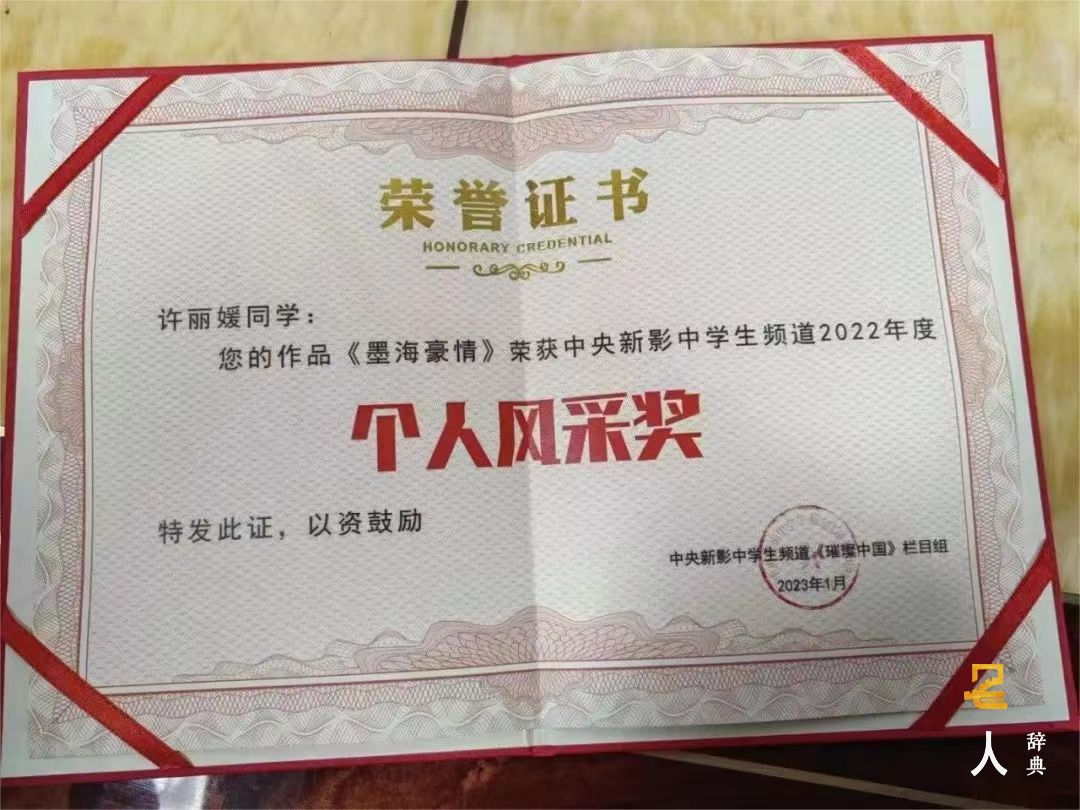 荣誉证书
HONORARY CREDENTIAL
许丽媛同学：
您的作品《墨海豪情》荣获中央新影中学生频道2022年度
个人风采奖
特发此证，以资鼓励
中央新影中学生频道《璀璨中国》栏目组
2023年1月
人
辞典